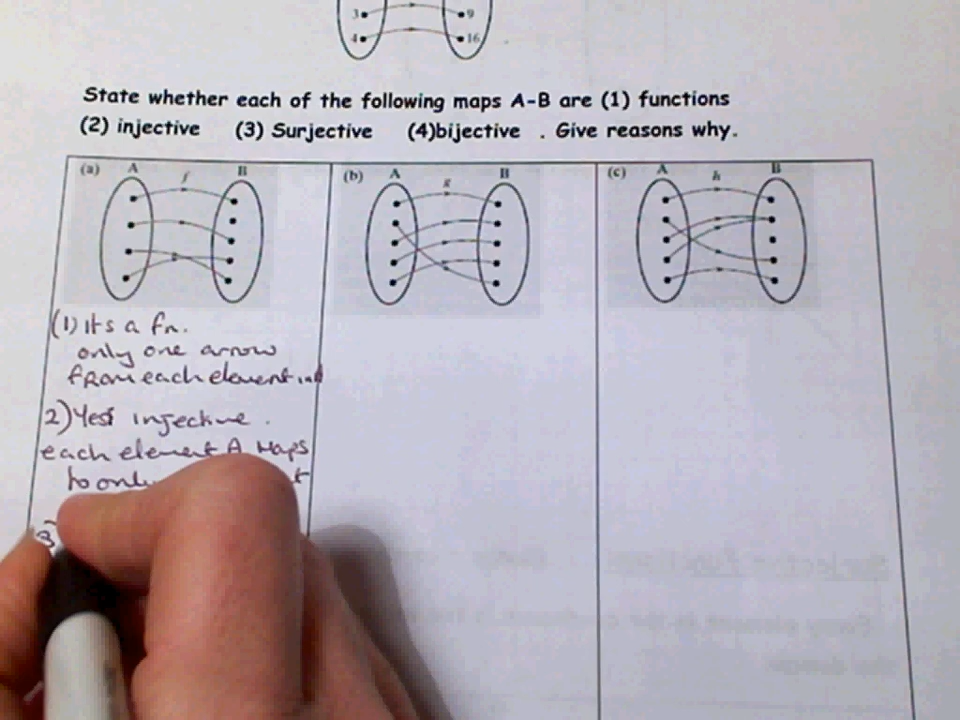 3 9
4 16
State whether each of the following maps A-B are (1) functions
(2) injective (3) Surjective (4)bijective . Give reasons why.
(a) A f B
(b) A g B
(c) A h B
(1) its a fn.
only one arrow
from each element in A
2) Yes injective.
each element A maps
to only
3)